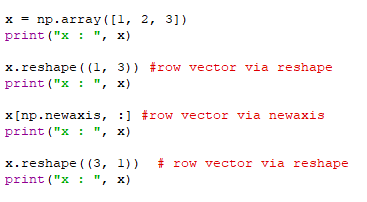 x = np.array([1, 2, 3])
print("x : ", x)
x.reshape((1, 3)) #row vector via reshape
print("x : ", x)
x[np.newaxis, :] #row vector via newaxis
print("x : ", x)
x.reshape((3, 1))  # row vector via reshape
print("x : ", x)